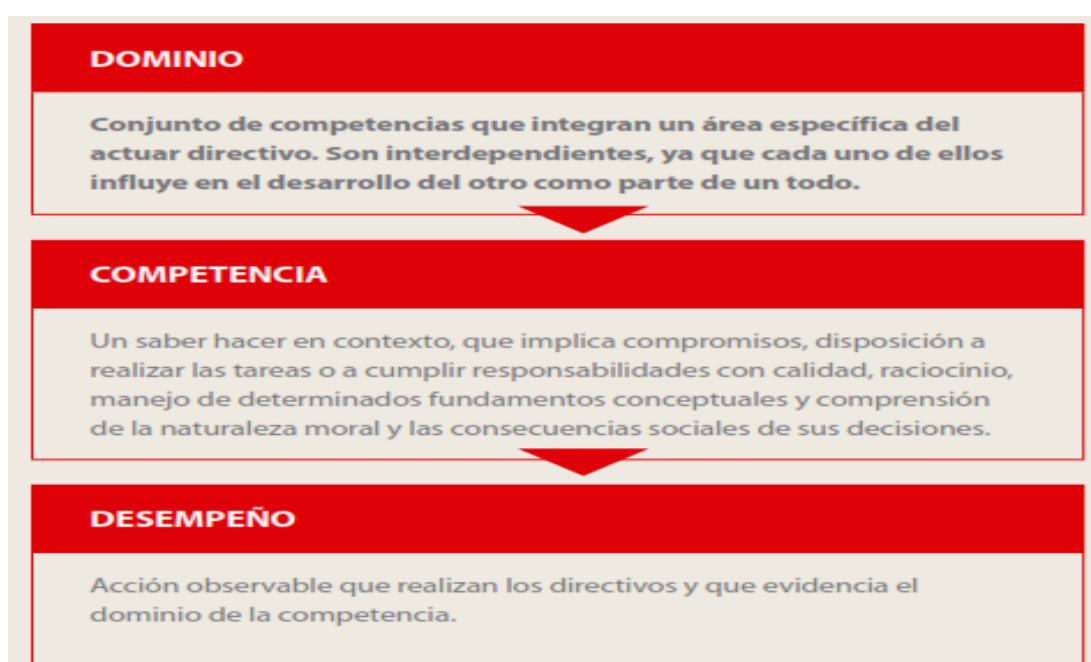 DOMINIO
Conjunto de competencias que integran un área específica del
actuar directivo. Son interdependientes, ya que cada uno de ellos
influye en el desarrollo del otro como parte de un todo.
COMPETENCIA
Un saber hacer en contexto, que implica compromisos, disposición a
realizar las tareas o a cumplir responsabilidades con calidad, raciocinio,
manejo de determinados fundamentos conceptuales y comprensión
de la naturaleza moral y las consecuencias sociales de sus decisiones.
DESEMPEÑO
Acción observable que realizan los directivos y que evidencia el
dominio de la competencia.